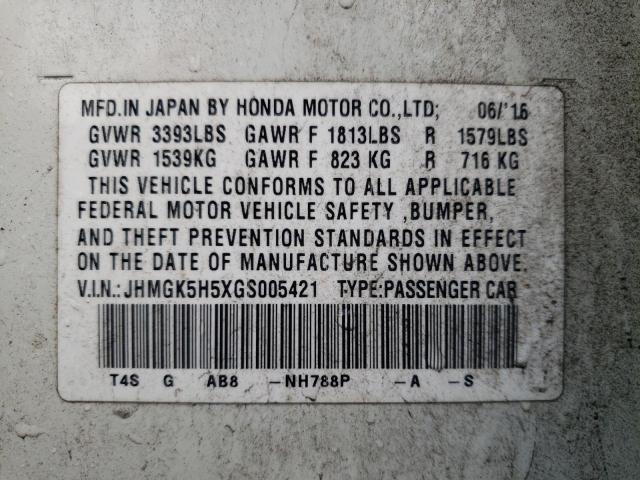 MFD.IN JAPAN BY HONDA MOTOR CO.,LTD; 06/'16
GVWR 3393LBS GAWR F 1813LBS R 1579LBS
GVWR 1539KG GAWR F 823 KG R 716 KG
THIS VEHICLE CONFORMS TO ALL APPLICABLE
FEDERAL MOTOR VEHICLE SAFETY ,BUMPER,
AND THEFT PREVENTION STANDARDS IN EFFECT
ON THE DATE OF MANUFACTURE SHOWN ABOVE.
V.I.N.:JHMGK5H5XGS005421 TYPE:PASSENGER CAR
T4S G AB8 -NH788P -A -S